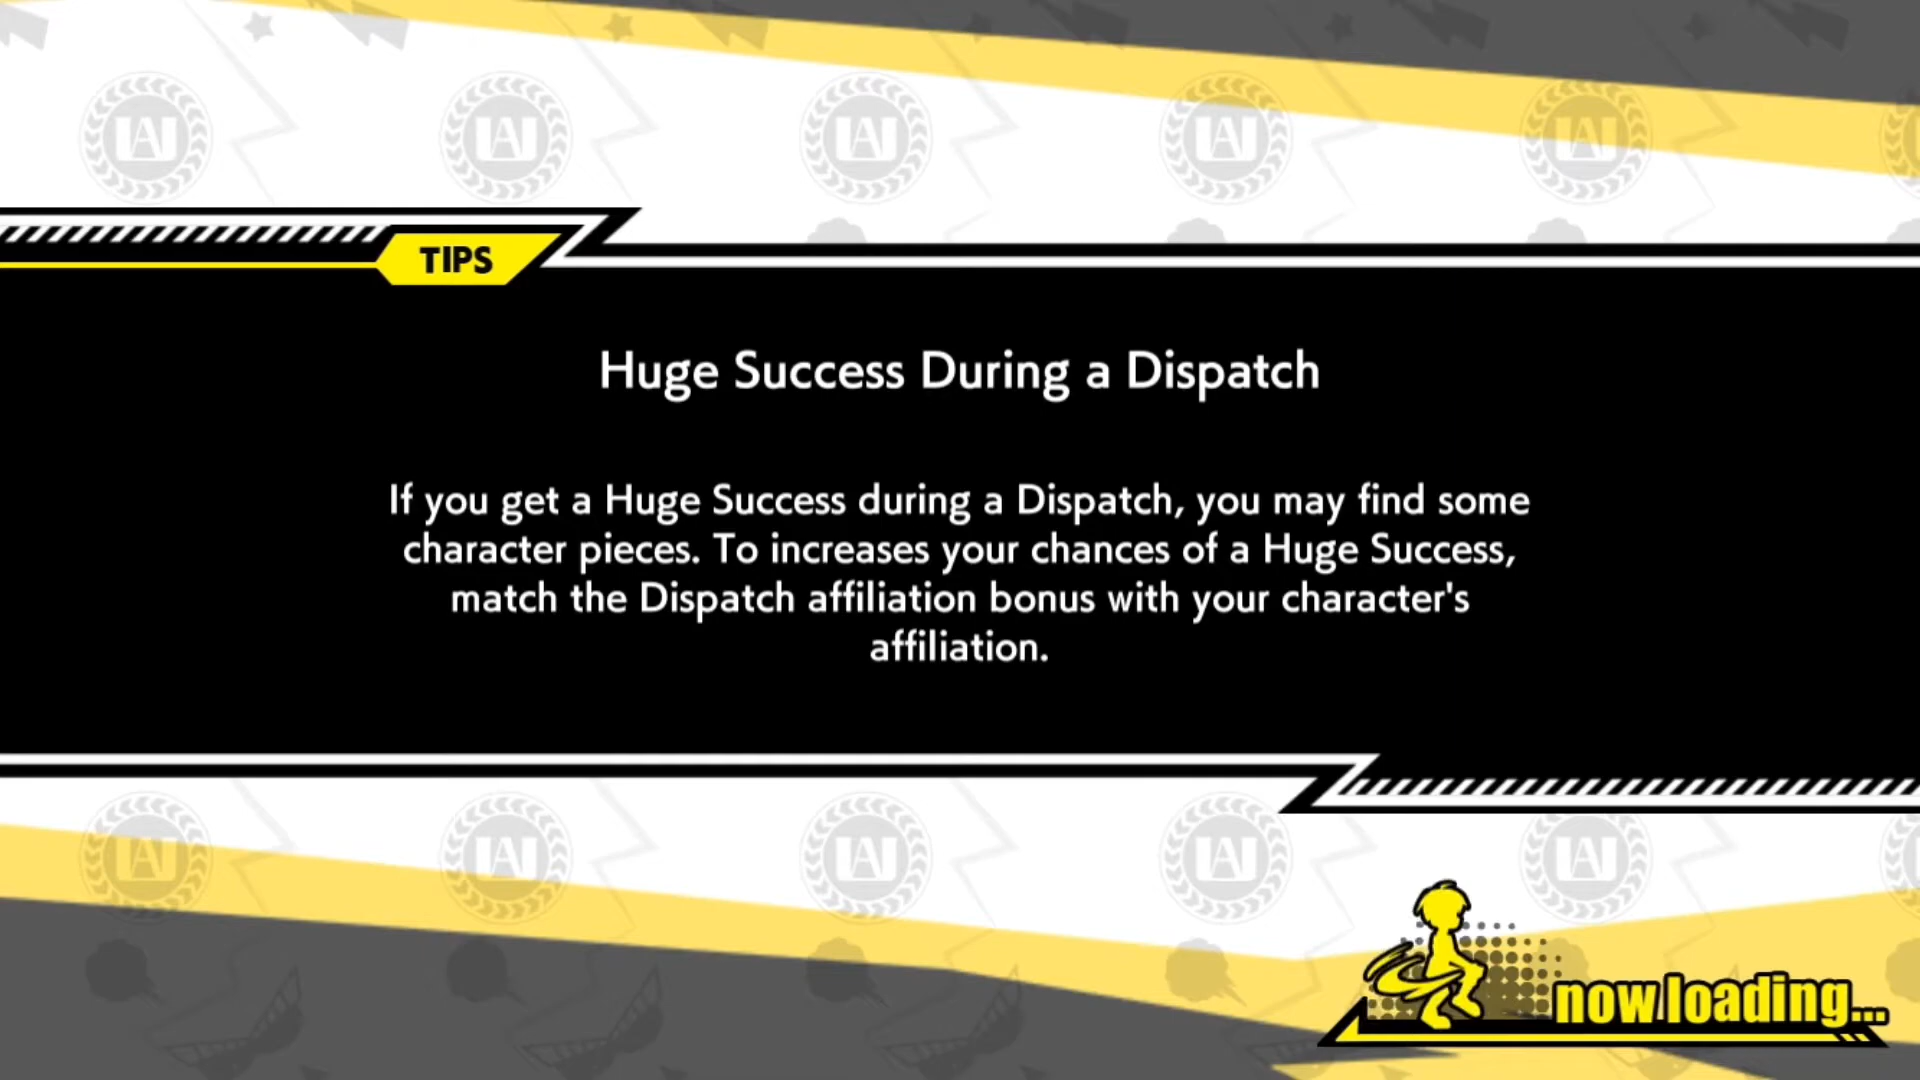 TIPS
Huge Success During a Dispatch
If you get a Huge Success during a Dispatch, you may find some
character pieces. To increases your chances of a Huge Success,
match the Dispatch affiliation bonus with your character's
affiliation.
now loading...